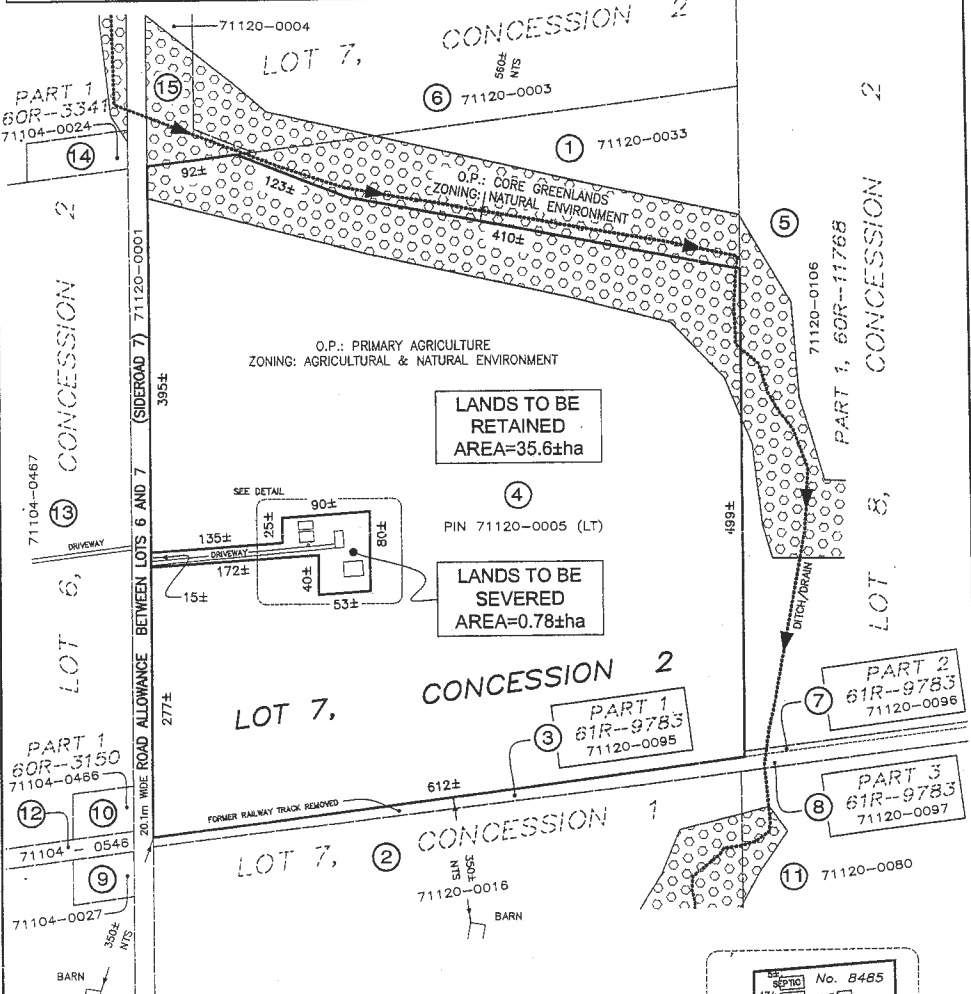 71120-0004
LOT 7, CONCESSION 2
560±
NTS
15
6
71120-0003
PART 1
60R-3341
71104-0024
14
1
71120-0033
92±
123±
O.P.: CORE GREENLANDS
ZONING: NATURAL ENVIRONMENT
410±
5
71120-0106
PART 1, 60R-11768
LOT 8, CONCESSION 2
LOT 6, CONCESSION 2
20.1m WIDE ROAD ALLOWANCE BETWEEN LOTS 6 AND 7 (SIDEROAD 7) 71120-0001
395±
O.P.: PRIMARY AGRICULTURE
ZONING: AGRICULTURAL & NATURAL ENVIRONMENT
LANDS TO BE
RETAINED
AREA=35.6±ha
71104-0467
13
4
SEE DETAIL
90±
25±
80±
PIN 71120-0005 (LT)
499±
DRIVEWAY
135±
DRIVEWAY
172±
40±
15±
53±
LANDS TO BE
SEVERED
AREA=0.78±ha
DITCH/DRAIN
277±
LOT 7, CONCESSION 2
PART 2
61R-9783
71120-0096
7
PART 1
61R-9783
71120-0095
3
PART 1
60R-3150
71104-0466
612±
FORMER RAILWAY TRACK REMOVED
PART 3
61R-9783
71120-0097
8
12
10
71104-0546
LOT 7, 2 CONCESSION 1
9
350±
NTS
71120-0016
11
71120-0080
71104-0027
BARN
350±
NTS
BARN
5±
SEPTIC
No. 8485